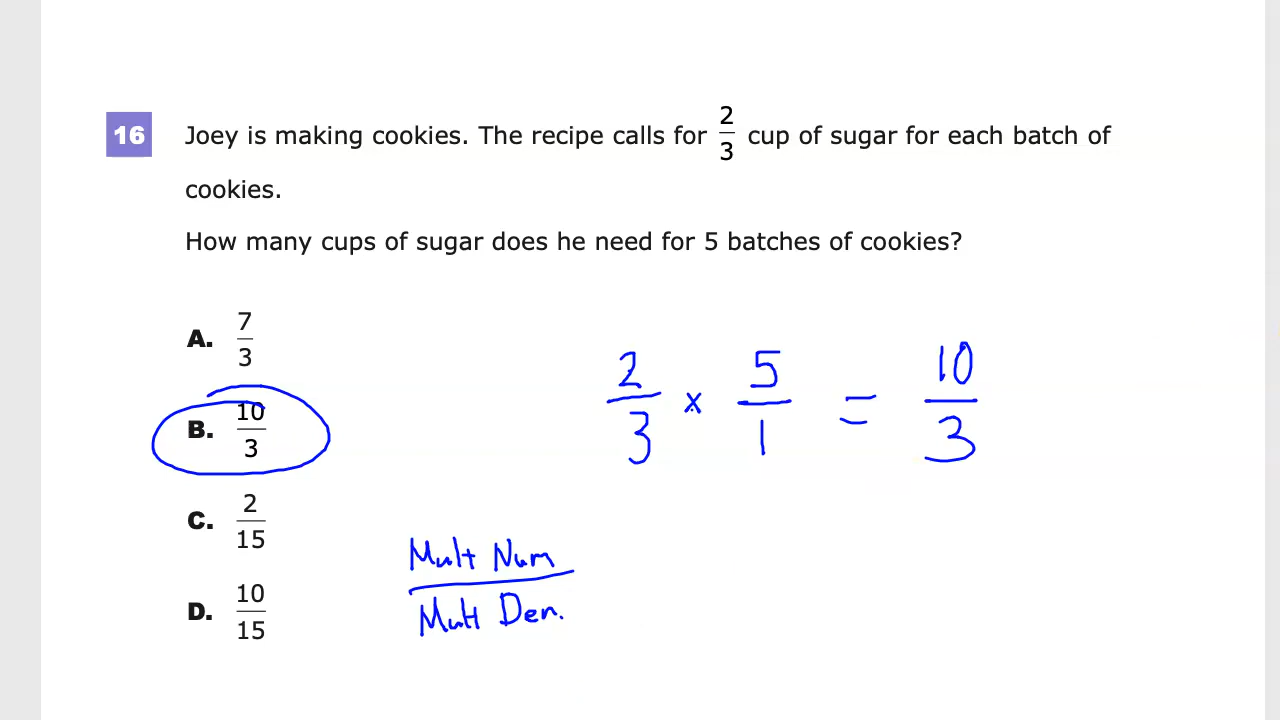 16 Joey is making cookies. The recipe calls for 2/3 cup of sugar for each batch of
cookies.
How many cups of sugar does he need for 5 batches of cookies?
A. 7/3
B. 10/3
C. 2/15
D. 10/15
2/3 × 5/1 = 10/3
Mult Num
Mult Den.